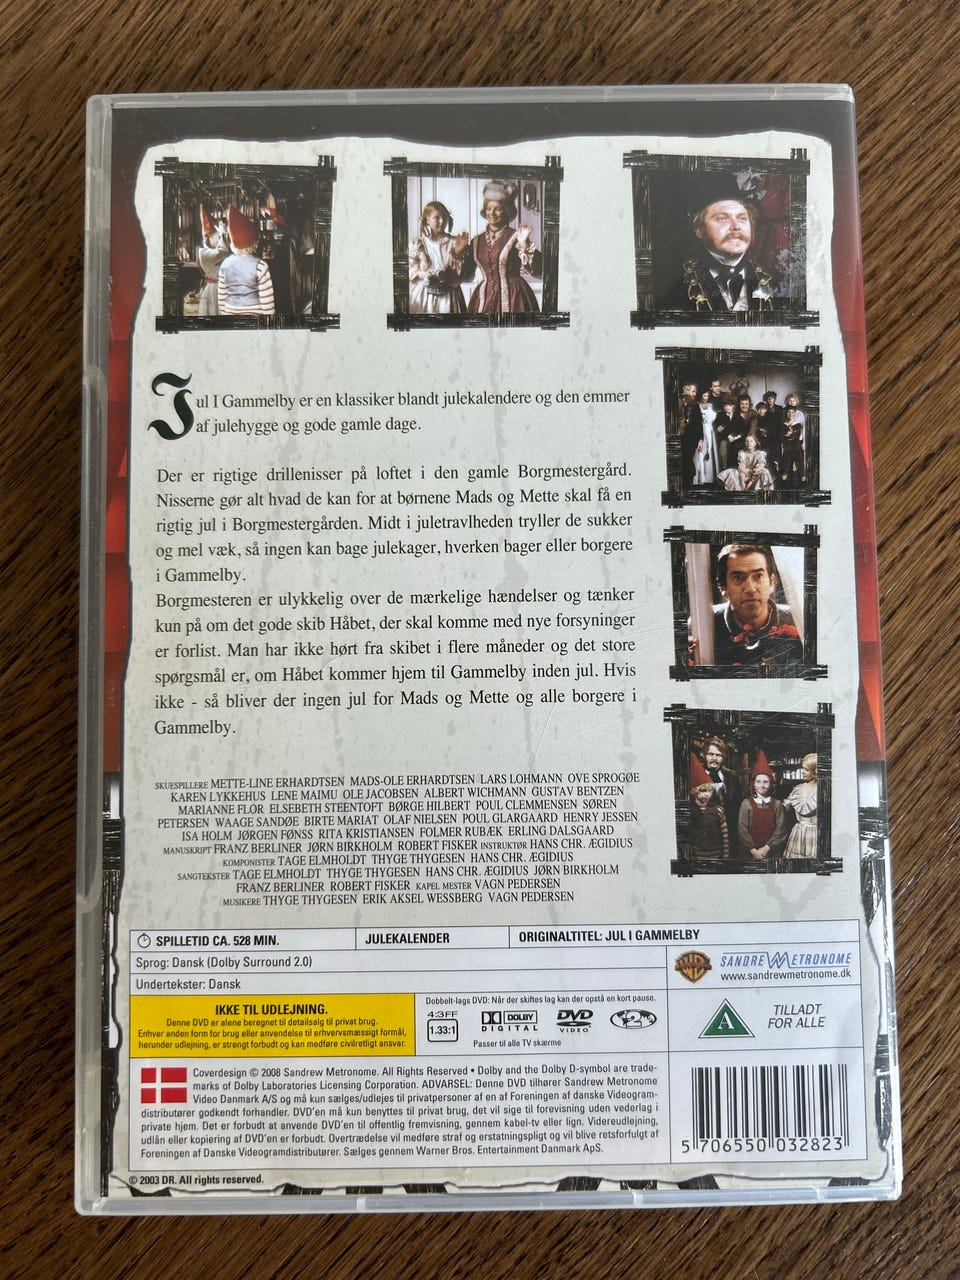 Jul I Gammelby er en klassiker blandt julekalendere og den emmer
af julehygge og gode gamle dage.
Der er rigtige drillenisser på loftet i den gamle Borgmestergård.
Nisserne gør alt hvad de kan for at børnene Mads og Mette skal få en
rigtig jul i Borgmestergården. Midt i juletravlheden tryller de sukker
og mel væk, så ingen kan bage julekager, hverken bager eller borgere
i Gammelby.
Borgmesteren er ulykkelig over de mærkelige hændelser og tænker
kun på om det gode skib Håbet, der skal komme med nye forsyninger
er forlist. Man har ikke hørt fra skibet i flere måneder og det store
spørgsmål er, om Håbet kommer hjem til Gammelby inden jul. Hvis
ikke - så bliver der ingen jul for Mads og Mette og alle borgere i
Gammelby.
SKUESPILLERE METTE-LINE ERHARDTSEN MADS-OLE ERHARDTSEN LARS LOHMANN OVE SPROGØE
KAREN LYKKEHUS LENE MAIMU OLE JACOBSEN ALBERT WICHMANN GUSTAV BENTZEN
MARIANNE FLOR ELSEBETH STEENTOFT BØRGE HILBERT POUL CLEMMENSEN SØREN
PETERSEN WAAGE SANDØE BIRTE MARIAT OLAF NIELSEN POUL GLARGAARD HENRY JESSEN
ISA HOLM JØRGEN FØNSS RITA KRISTIANSEN FOLMER RUBÆK ERLING DALSGAARD
MANUSKRIPT FRANZ BERLINER JØRN BIRKHOLM ROBERT FISKER INSTRUKTØR HANS CHR. ÆGIDIUS
KOMPONISTER TAGE ELMHOLDT THYGE THYGESEN HANS CHR. ÆGIDIUS
SANGTEKSTER TAGE ELMHOLDT THYGE THYGESEN HANS CHR. ÆGIDIUS JØRN BIRKHOLM
FRANZ BERLINER ROBERT FISKER KAPEL MESTER VAGN PEDERSEN
MUSIKERE THYGE THYGESEN ERIK AKSEL WESSBERG VAGN PEDERSEN
SPILLETID CA. 528 MIN.
JULEKALENDER
ORIGINALTITEL: JUL I GAMMELBY
Sprog: Dansk (Dolby Surround 2.0)
Undertekster: Dansk
WB
SANDREW METRONOME
www.sandrewmetronome.dk
IKKE TIL UDLEJNING.
Denne DVD er alene beregnet til detailsalg til privat brug.
Enhver anden form for brug eller anvendelse til erhvervsmæssigt formål,
herunder udlejning, er strengt forbudt og kan medføre civilretligt ansvar.
Dobbelt-lags DVD: Når der skiftes lag kan der opstå en kort pause.
4:3FF
1.33:1
DOLBY
DIGITAL
DVD
VIDEO
2
Passer til alle TV skærme
A
TILLADT
FOR ALLE
Coverdesign © 2008 Sandrew Metronome. All Rights Reserved • Dolby and the Dolby D-symbol are trade-
marks of Dolby Laboratories Licensing Corporation. ADVARSEL: Denne DVD tilhører Sandrew Metronome
Video Danmark A/S og må kun sælges/udlejes til privatpersoner af en af Foreningen af danske Videogram-
distributører godkendt forhandler. DVD'en må kun benyttes til privat brug, det vil sige til forevisning uden vederlag i
private hjem. Det er forbudt at anvende DVD'en til offentlig fremvisning, gennem kabel-tv eller lign. Videreudlejning,
udlån eller kopiering af DVD'en er forbudt. Overtrædelse vil medføre straf og erstatningspligt og vil blive retsforfulgt af
Foreningen af Danske Videogramdistributører. Sælges gennem Warner Bros. Entertainment Danmark ApS.
5 706550 032823
© 2003 DR. All rights reserved.